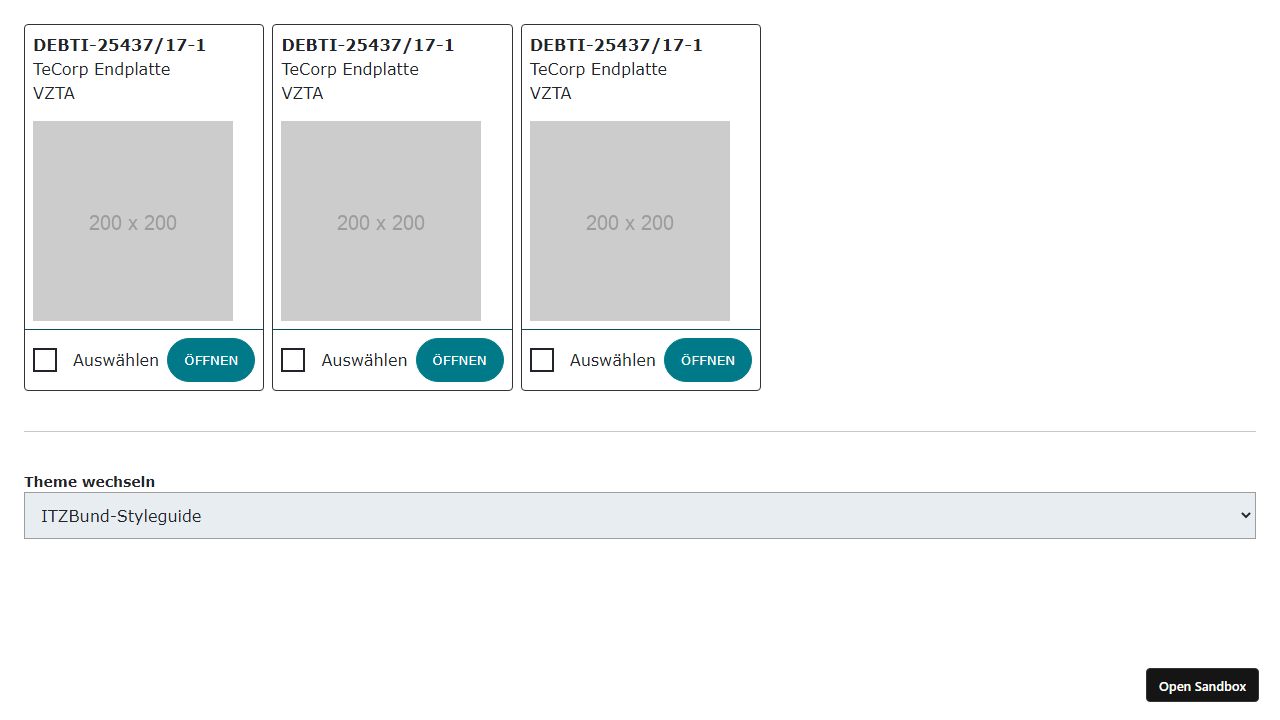 DEBTI-25437/17-1
TeCorp Endplatte
VZTA
200 x 200
Auswählen ÖFFNEN
DEBTI-25437/17-1
TeCorp Endplatte
VZTA
200 x 200
Auswählen ÖFFNEN
DEBTI-25437/17-1
TeCorp Endplatte
VZTA
200 x 200
Auswählen ÖFFNEN
Theme wechseln
ITZBund-Styleguide
Open Sandbox